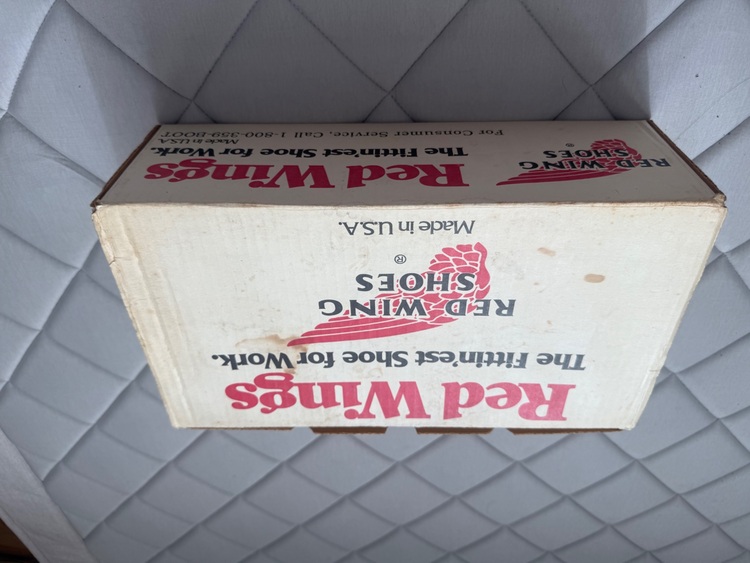 Red Wings
The Fittin'est Shoe for Work.
RED WING
SHOES
®
Made in U.S.A.
Red Wings
The Fittin'est Shoe for Work.
Made in U.S.A.
For Consumer Service, Call 1-800-359-BOOT
RED WING
SHOES
®